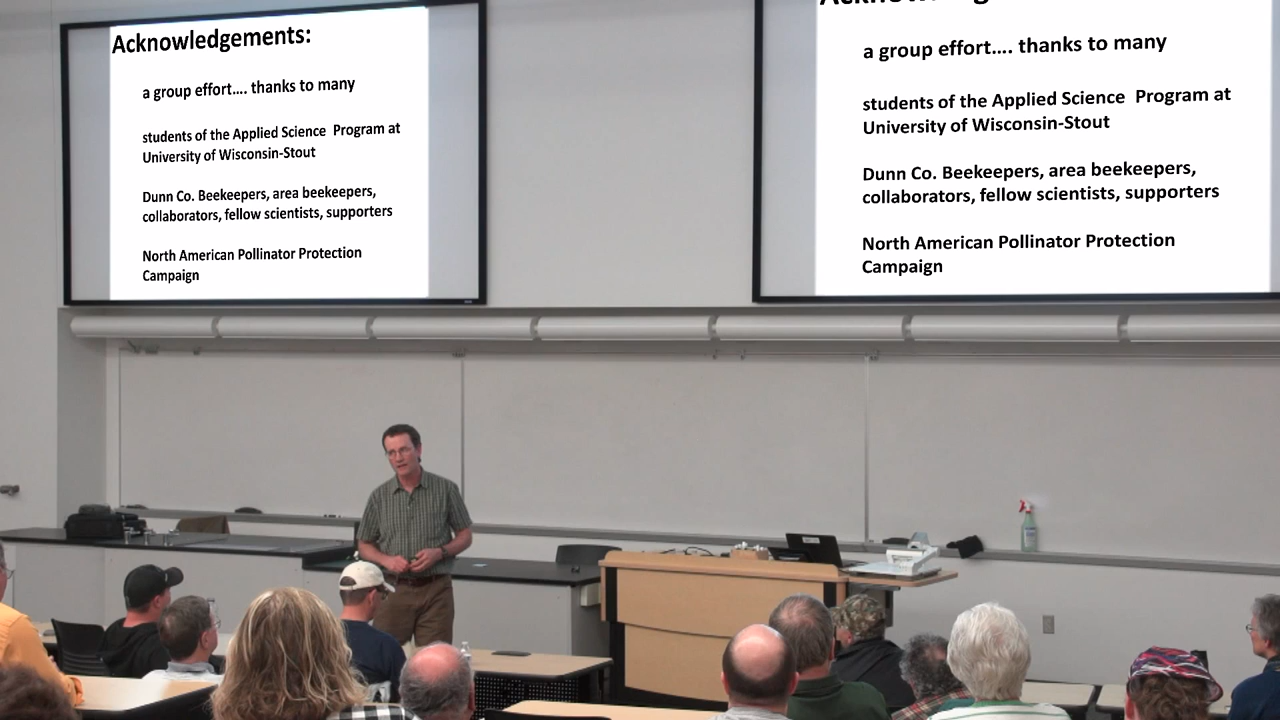 Acknowledgements:
a group effort.... thanks to many
students of the Applied Science Program at
University of Wisconsin-Stout
Dunn Co. Beekeepers, area beekeepers,
collaborators, fellow scientists, supporters
North American Pollinator Protection
Campaign
a group effort.... thanks to many
students of the Applied Science Program at
University of Wisconsin-Stout
Dunn Co. Beekeepers, area beekeepers,
collaborators, fellow scientists, supporters
North American Pollinator Protection
Campaign